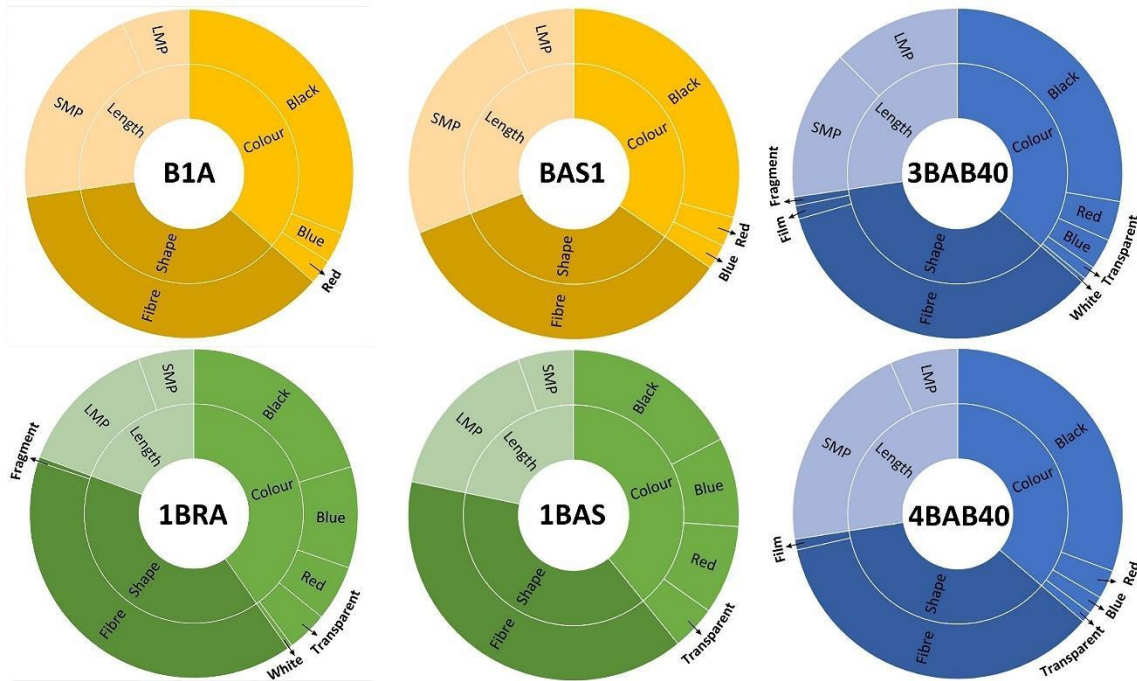 LMP
SMP
Length
Black
Colour
B1A
Blue
Red
Shape
Fibre
LMP
SMP
Length
Black
Colour
BAS1
Red
Blue
Shape
Fibre
LMP
SMP
Length
Black
Colour
3BAB40
Fragment
Film
Red
Blue
Transparent
White
Shape
Fibre
SMP
LMP
Length
Black
Colour
Fragment
1BRA
Blue
Red
Transparent
White
Shape
Fibre
SMP
LMP
Length
Black
Colour
1BAS
Blue
Red
Transparent
Shape
Fibre
LMP
SMP
Length
Black
Colour
4BAB40
Film
Red
Blue
Transparent
Shape
Fibre